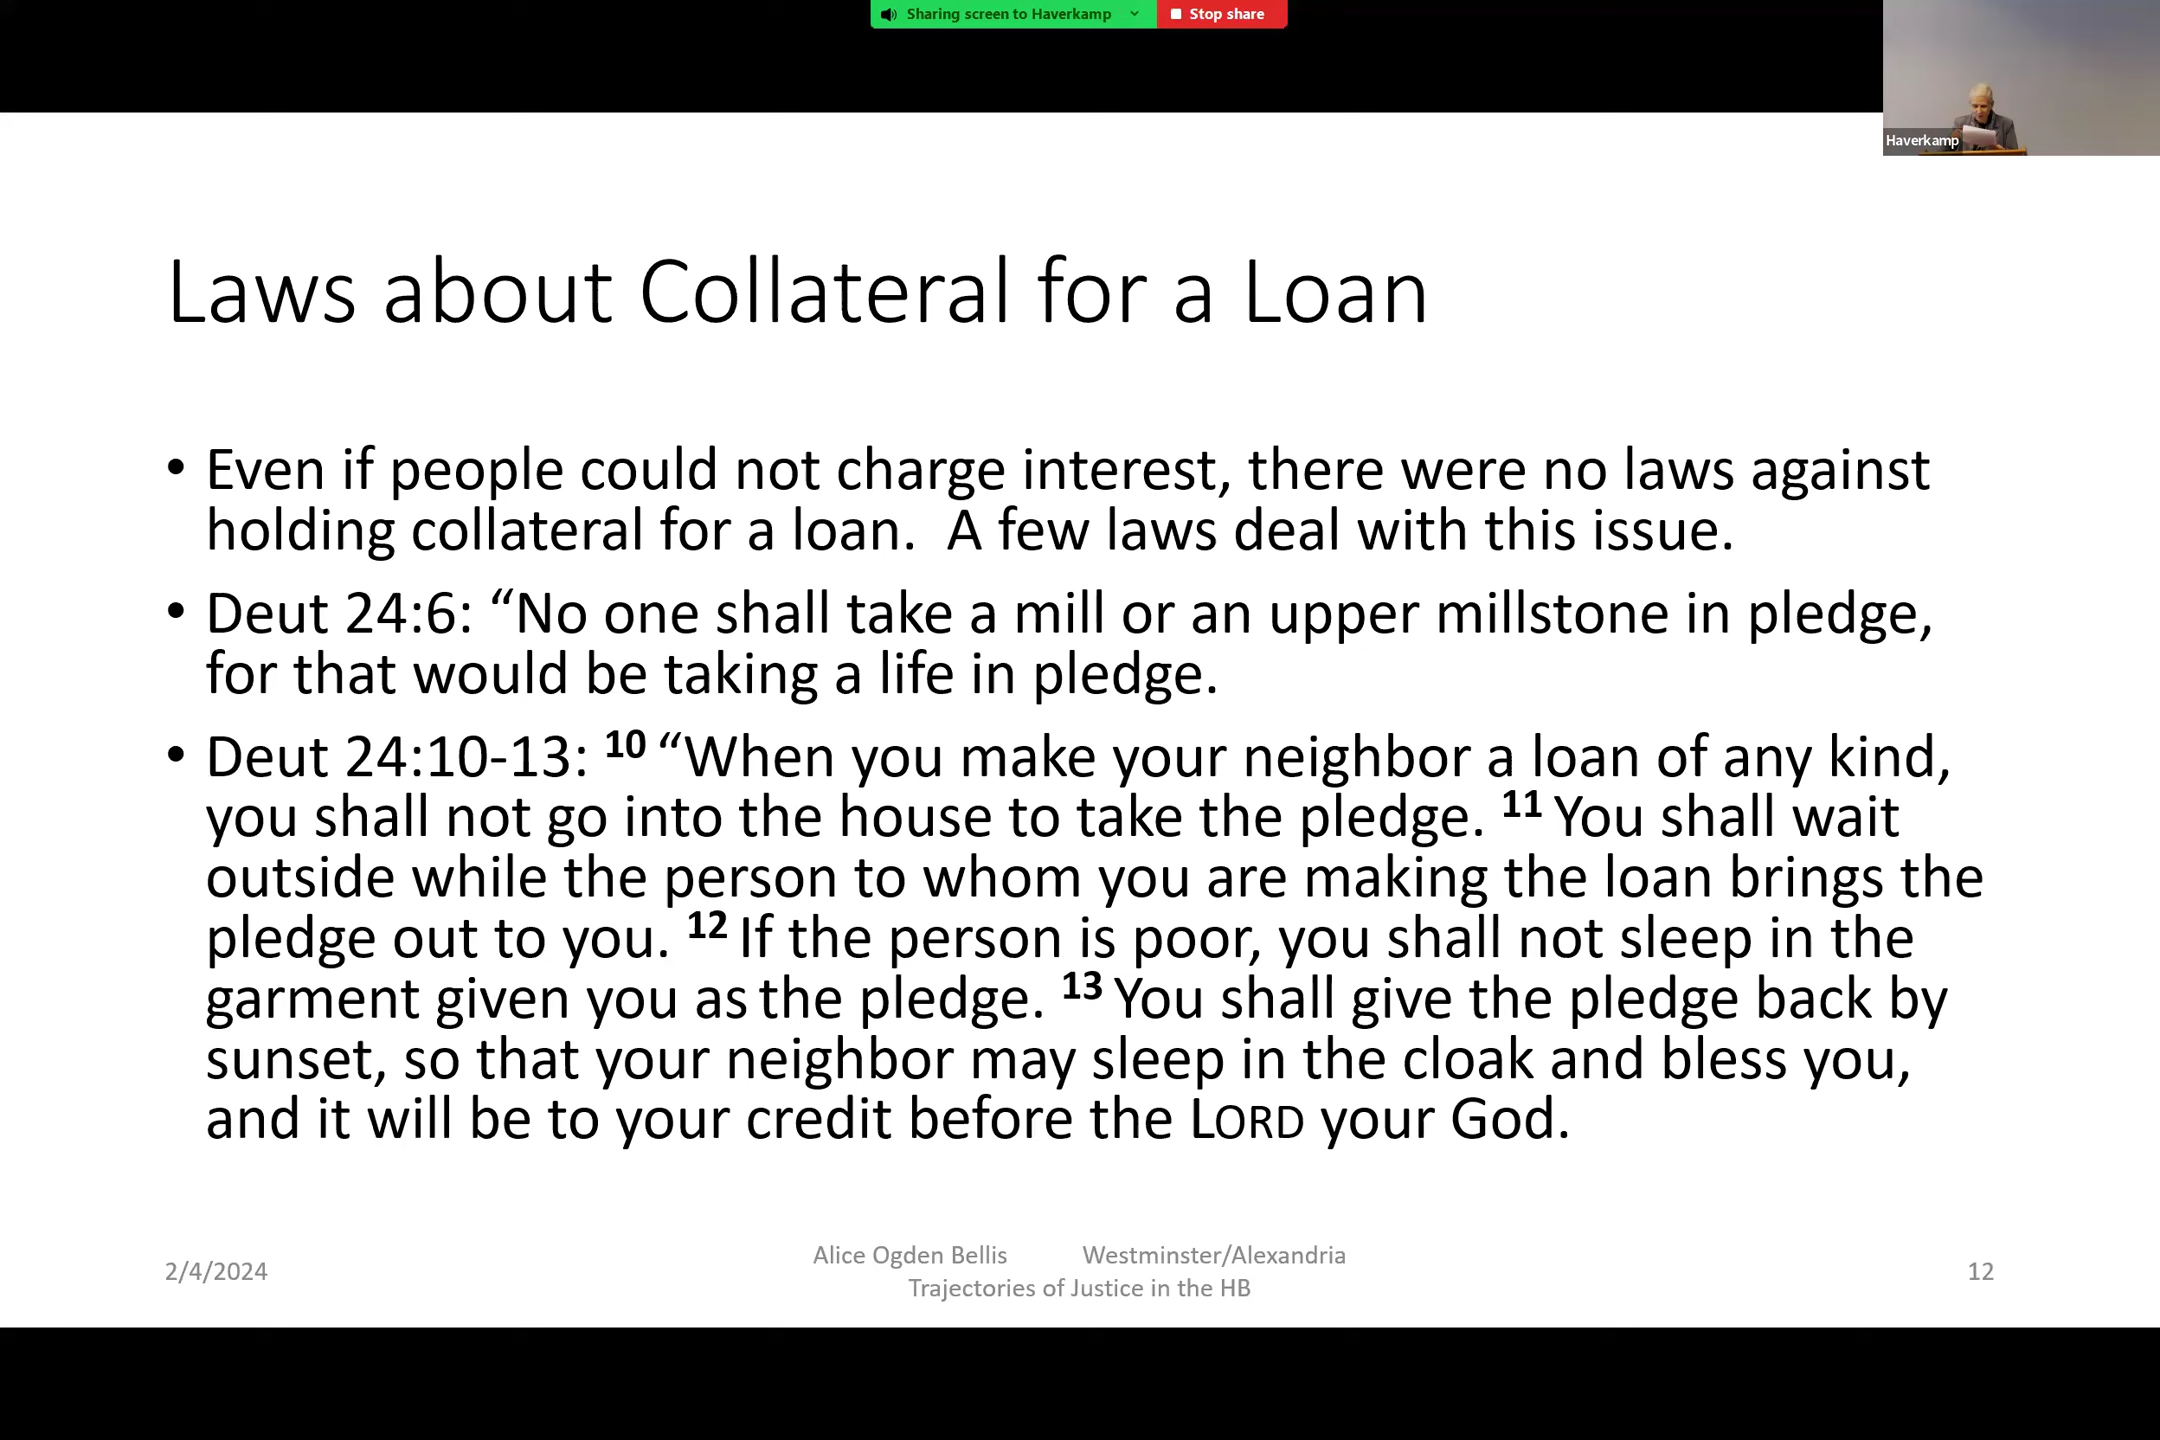 Sharing screen to Haverkamp
Stop share
Haverkamp
Laws about Collateral for a Loan
• Even if people could not charge interest, there were no laws against
holding collateral for a loan.  A few laws deal with this issue.
• Deut 24:6: “No one shall take a mill or an upper millstone in pledge,
for that would be taking a life in pledge.
• Deut 24:10-13: 10 “When you make your neighbor a loan of any kind,
you shall not go into the house to take the pledge. 11 You shall wait
outside while the person to whom you are making the loan brings the
pledge out to you. 12 If the person is poor, you shall not sleep in the
garment given you as the pledge. 13 You shall give the pledge back by
sunset, so that your neighbor may sleep in the cloak and bless you,
and it will be to your credit before the LORD your God.
2/4/2024
Alice Ogden Bellis Westminster/Alexandria
Trajectories of Justice in the HB
12